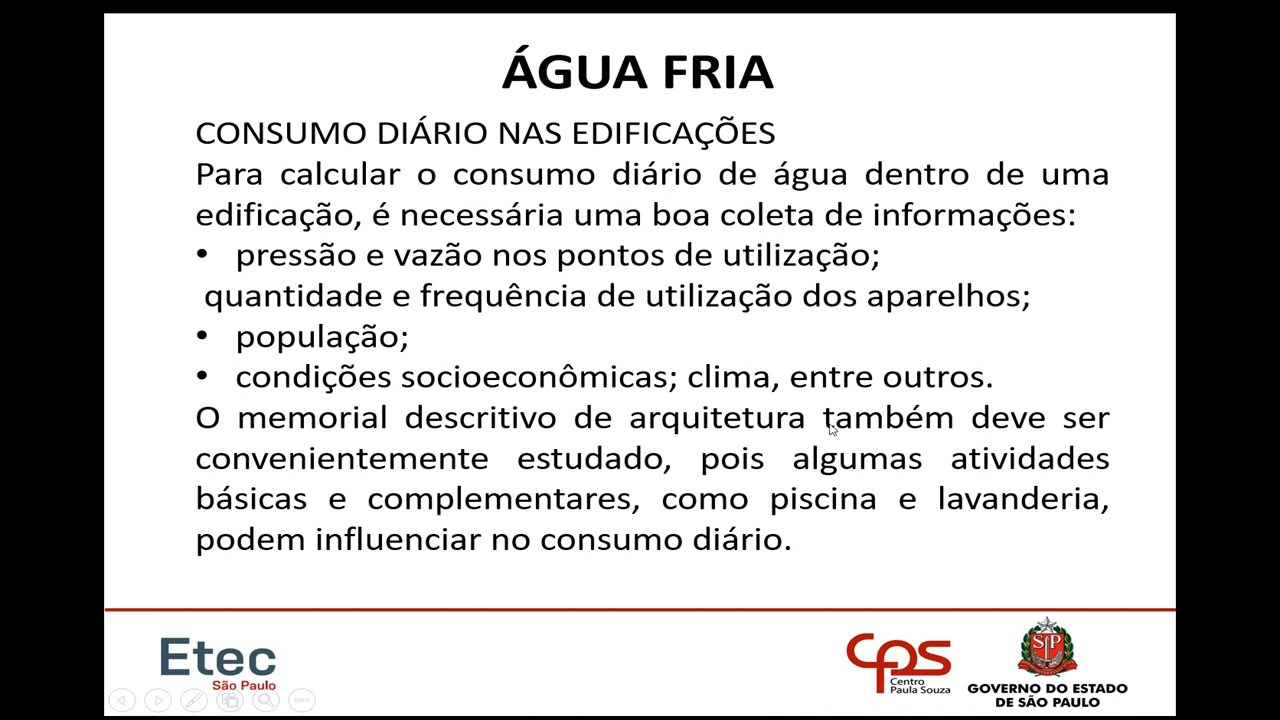 ÁGUA FRIA
CONSUMO DIÁRIO NAS EDIFICAÇÕES
Para calcular o consumo diário de água dentro de uma
edificação, é necessária uma boa coleta de informações:
• pressão e vazão nos pontos de utilização;
quantidade e frequência de utilização dos aparelhos;
• população;
• condições socioeconômicas; clima, entre outros.
O memorial descritivo de arquitetura também deve ser
convenientemente estudado, pois algumas atividades
básicas e complementares, como piscina e lavanderia,
podem influenciar no consumo diário.
Etec
São Paulo
CPS
Centro
Paula Souza
SP
GOVERNO DO ESTADO
DE SÃO PAULO